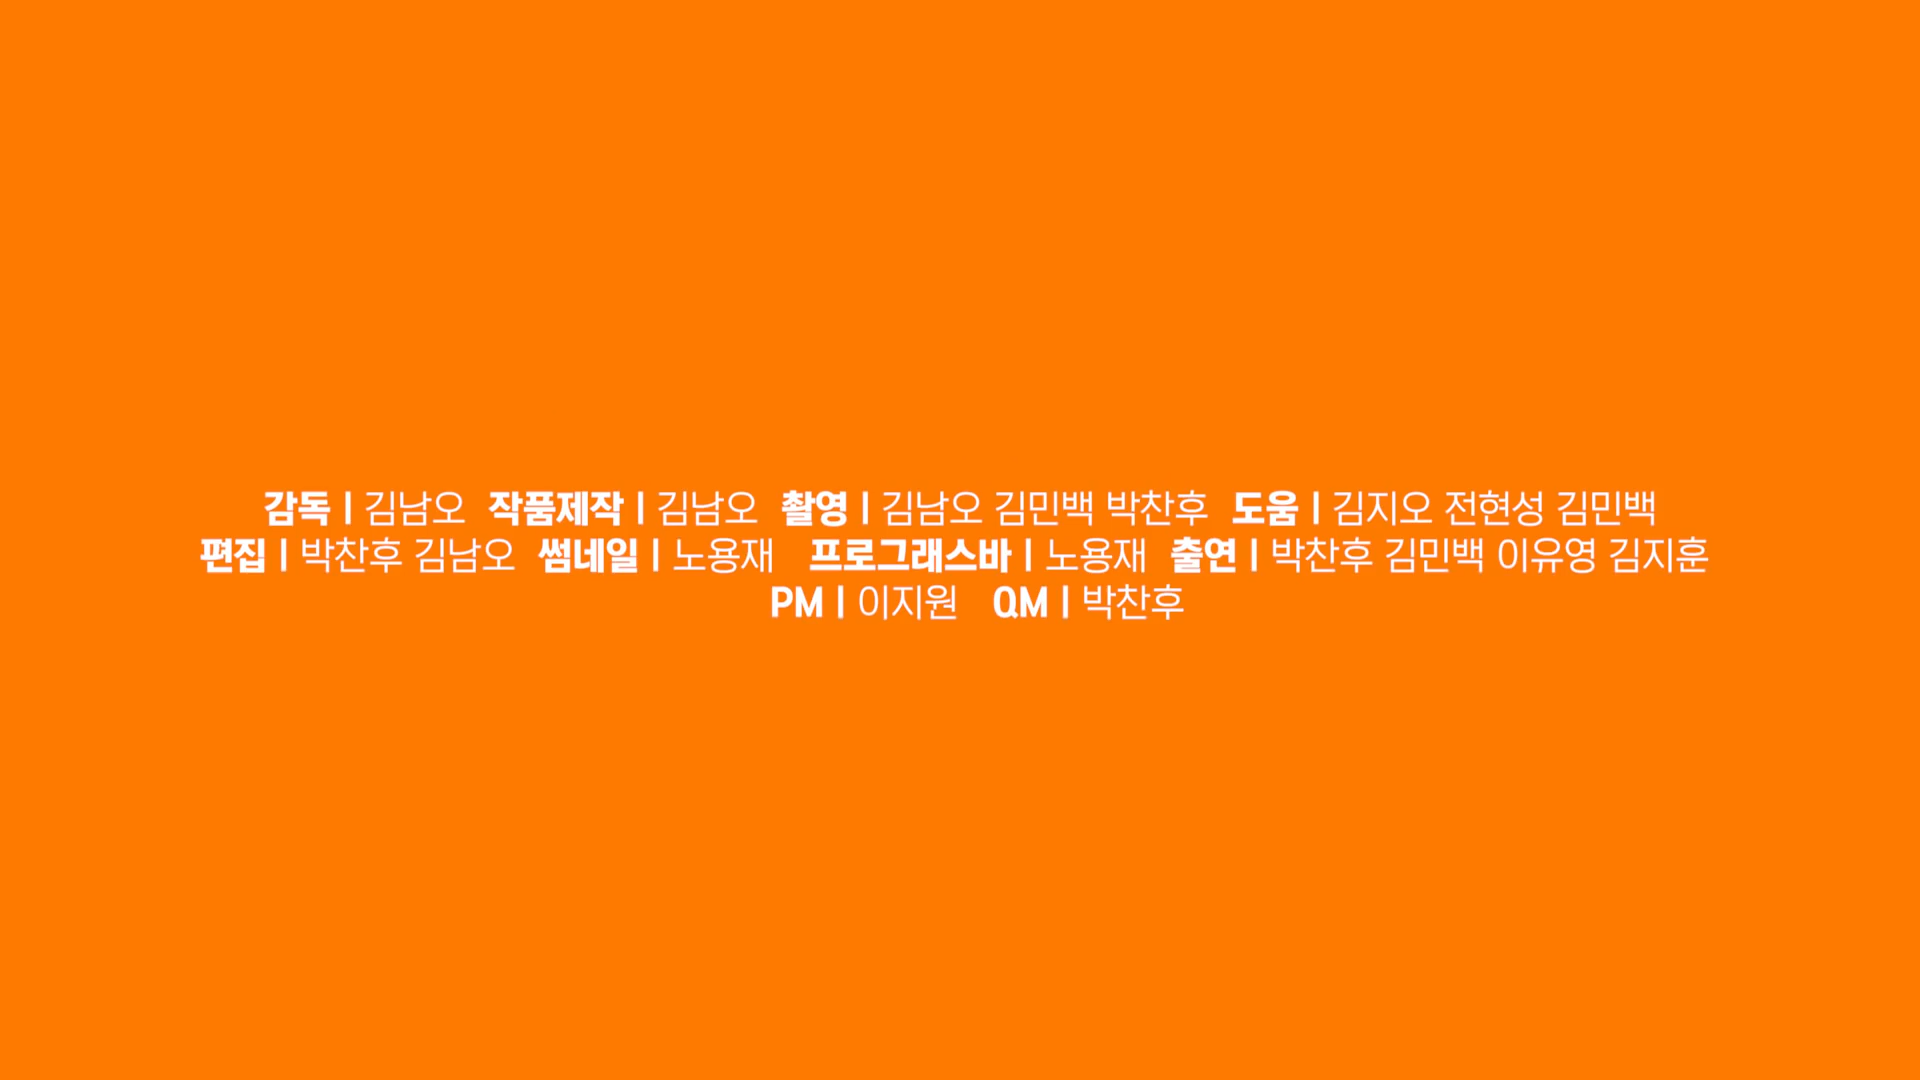 감독 | 김남오 작품제작 | 김남오 촬영 | 김남오 김민백 박찬후 도움 | 김지오 전현성 김민백
편집 | 박찬후 김남오 썸네일 | 노용재 프로그래스바 | 노용재 출연 | 박찬후 김민백 이유영 김지훈
PM | 이지원 QM | 박찬후